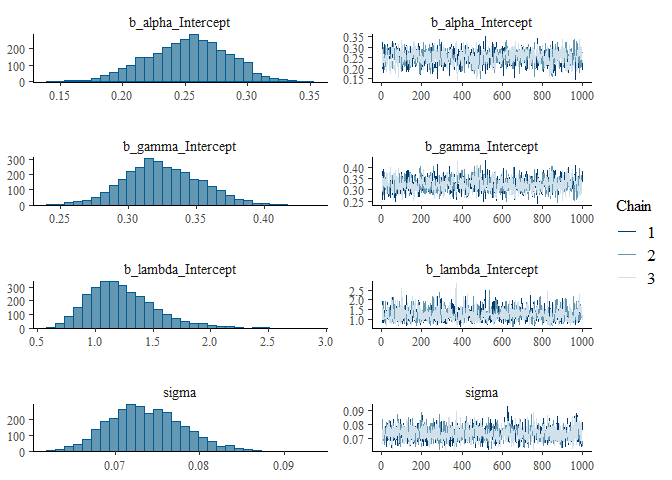 b_alpha_Intercept
200
100
0
0.15 0.20 0.25 0.30 0.35
b_alpha_Intercept
0.35
0.30
0.25
0.20
0.15
0 200 400 600 800 1000
b_gamma_Intercept
300
200
100
0
0.25 0.30 0.35 0.40
b_gamma_Intercept
0.40
0.35
0.30
0.25
0 200 400 600 800 1000
b_lambda_Intercept
300
200
100
0
0.5 1.0 1.5 2.0 2.5 3.0
b_lambda_Intercept
2.5
2.0
1.5
1.0
0 200 400 600 800 1000
sigma
200
100
0
0.07 0.08 0.09
sigma
0.09
0.08
0.07
0 200 400 600 800 1000
Chain
1
2
3